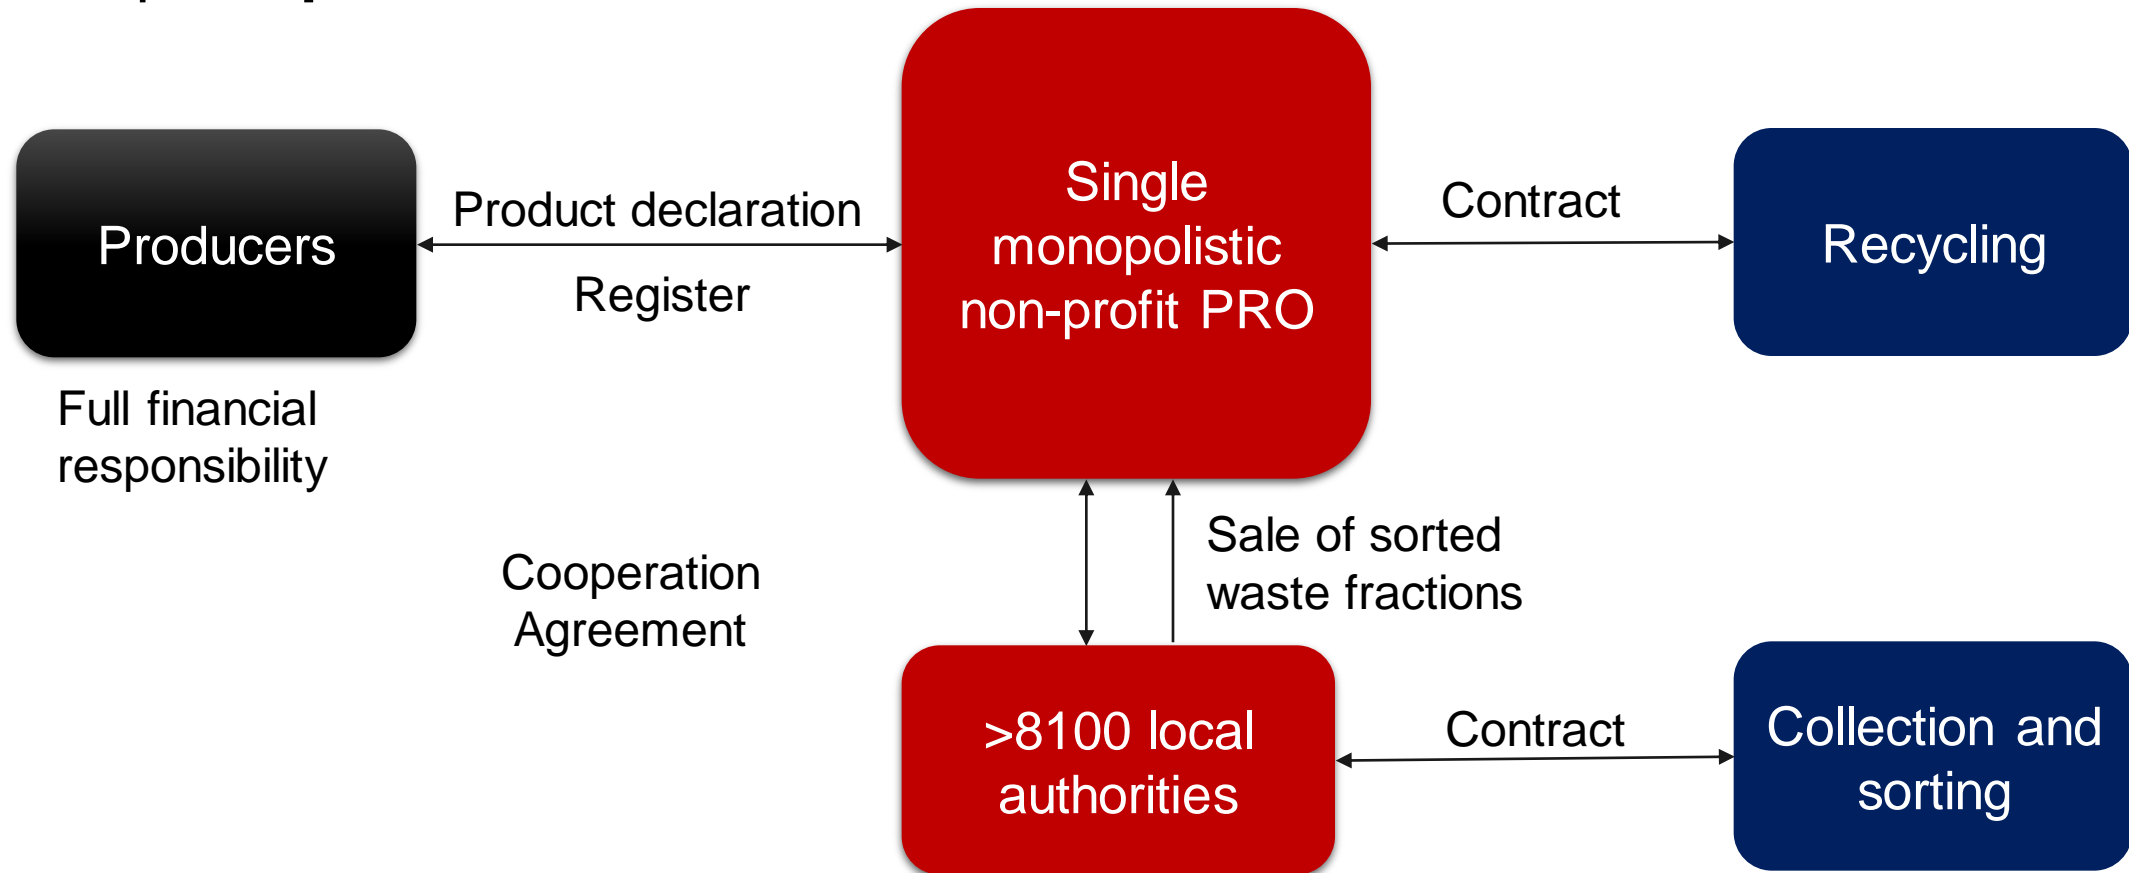 Producers
Product declaration
Register
Single
monopolistic
non-profit PRO
Contract
Recycling
Full financial
responsibility
Cooperation
Agreement
Sale of sorted
waste fractions
>8100 local
authorities
Contract
Collection and
sorting